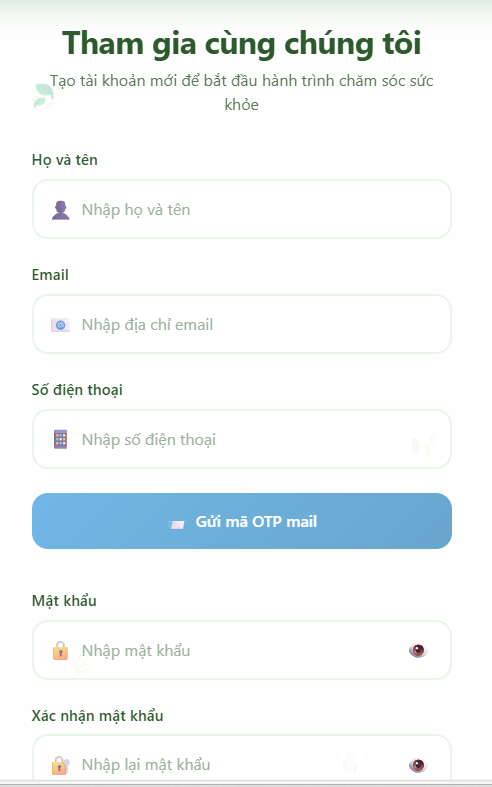 Tham gia cùng chúng tôi
Tạo tài khoản mới để bắt đầu hành trình chăm sóc sức
khỏe
Họ và tên
Nhập họ và tên
Email
Nhập địa chỉ email
Số điện thoại
Nhập số điện thoại
Gửi mã OTP mail
Mật khẩu
Nhập mật khẩu
Xác nhận mật khẩu
Nhập lại mật khẩu